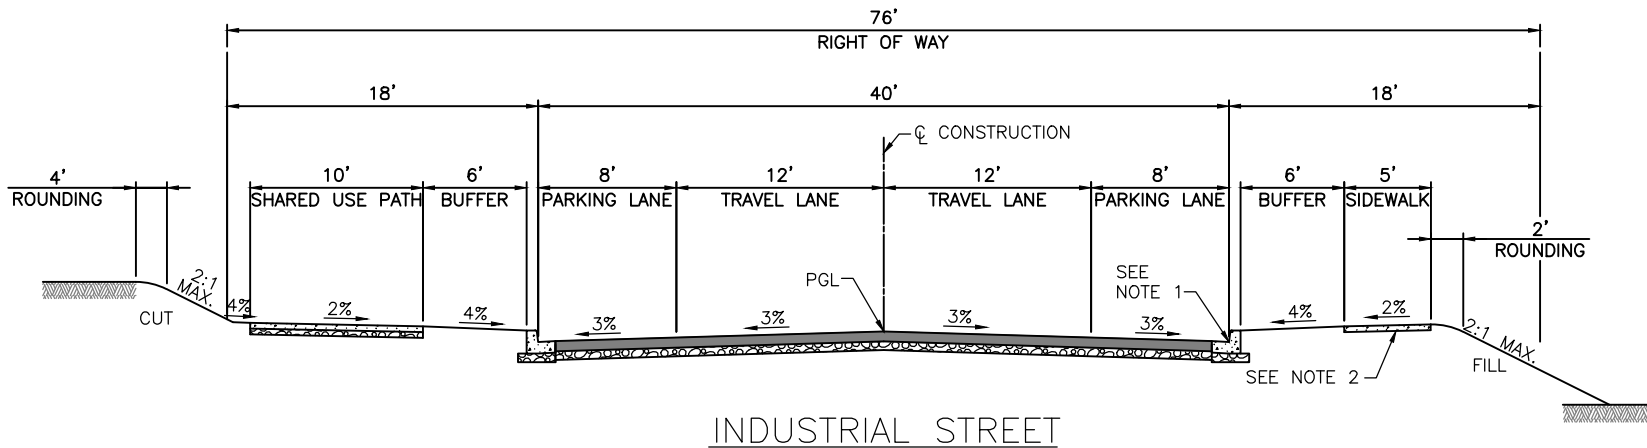 76'
RIGHT OF WAY
18' 40' 18'
℄ CONSTRUCTION
4' 10' 6' 8' 12' 12' 8' 6' 5'
ROUNDING SHARED USE PATH BUFFER PARKING LANE TRAVEL LANE TRAVEL LANE PARKING LANE BUFFER SIDEWALK
2'
ROUNDING
2:1
MAX.
CUT
PGL
SEE
NOTE 1
4% 2% 4% 3% 3% 3% 3% 4% 2%
2:1 MAX.
FILL
SEE NOTE 2
INDUSTRIAL STREET